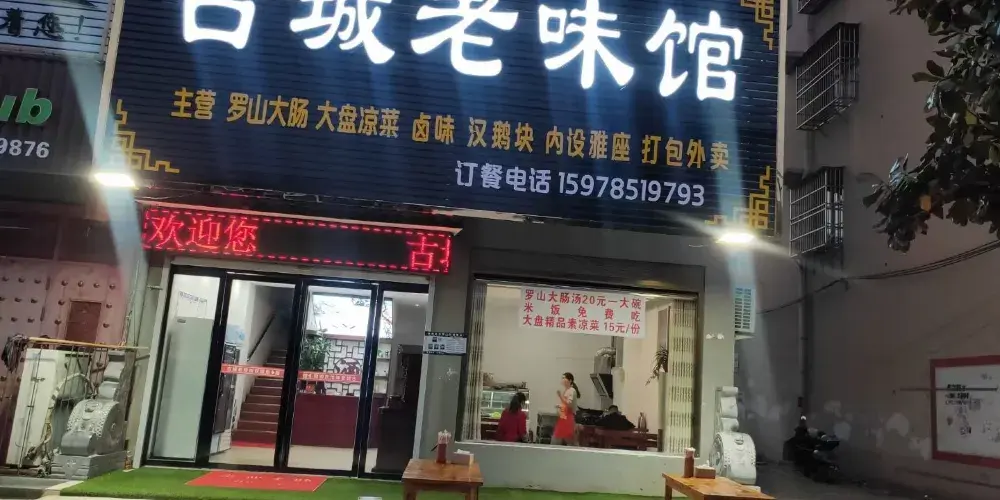 古城老味馆
主营 罗山大肠 大盘凉菜 卤味 汉鹅块 内设雅座 打包外卖
订餐电话 15978519793
ub
9876
欢迎您 古
罗山大肠汤20元一大碗
米饭免费吃
大盘精品素凉菜 15元/份